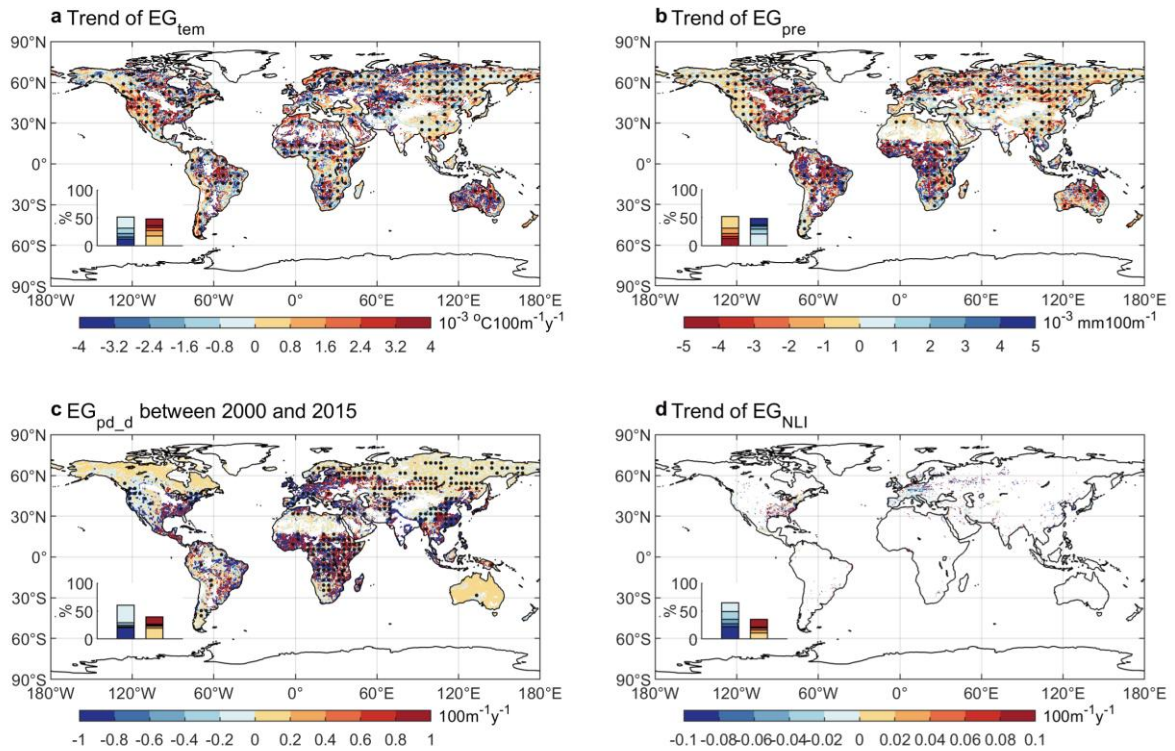 a Trend of EG_tem
90°N
60°N
30°N
0°
30°S
60°S
90°S
100
50
0
%
180°W 120°W 60°W 0° 60°E 120°E 180°E
10⁻³ °C100m⁻¹y⁻¹
-4 -3.2 -2.4 -1.6 -0.8 0 0.8 1.6 2.4 3.2 4
b Trend of EG_pre
90°N
60°N
30°N
0°
30°S
60°S
90°S
100
50
0
%
180°W 120°W 60°W 0° 60°E 120°E 180°E
10⁻³ mm100m⁻¹
-5 -4 -3 -2 -1 0 1 2 3 4 5
c EG_pd_d between 2000 and 2015
90°N
60°N
30°N
0°
30°S
60°S
90°S
100
50
0
%
180°W 120°W 60°W 0° 60°E 120°E 180°E
100m⁻¹y⁻¹
-1 -0.8 -0.6 -0.4 -0.2 0 0.2 0.4 0.6 0.8 1
d Trend of EG_NLI
90°N
60°N
30°N
0°
30°S
60°S
90°S
100
50
0
%
180°W 120°W 60°W 0° 60°E 120°E 180°E
100m⁻¹y⁻¹
-0.1 -0.08 -0.06 -0.04 -0.02 0 0.02 0.04 0.06 0.08 0.1